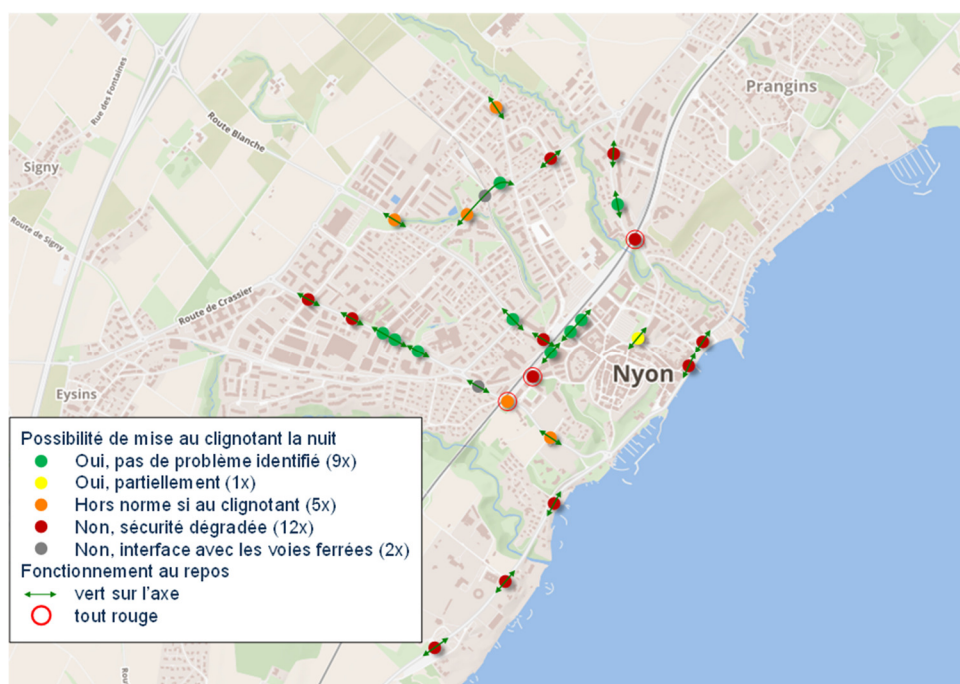 Prangins
Rue des Fontaines
Route Blanche
Signy
Route de Signy
Route de Crassier
Nyon
Eysins
Possibilité de mise au clignotant la nuit
Oui, pas de problème identifié (9x)
Oui, partiellement (1x)
Hors norme si au clignotant (5x)
Non, sécurité dégradée (12x)
Non, interface avec les voies ferrées (2x)
Fonctionnement au repos
vert sur l'axe
tout rouge
Rou